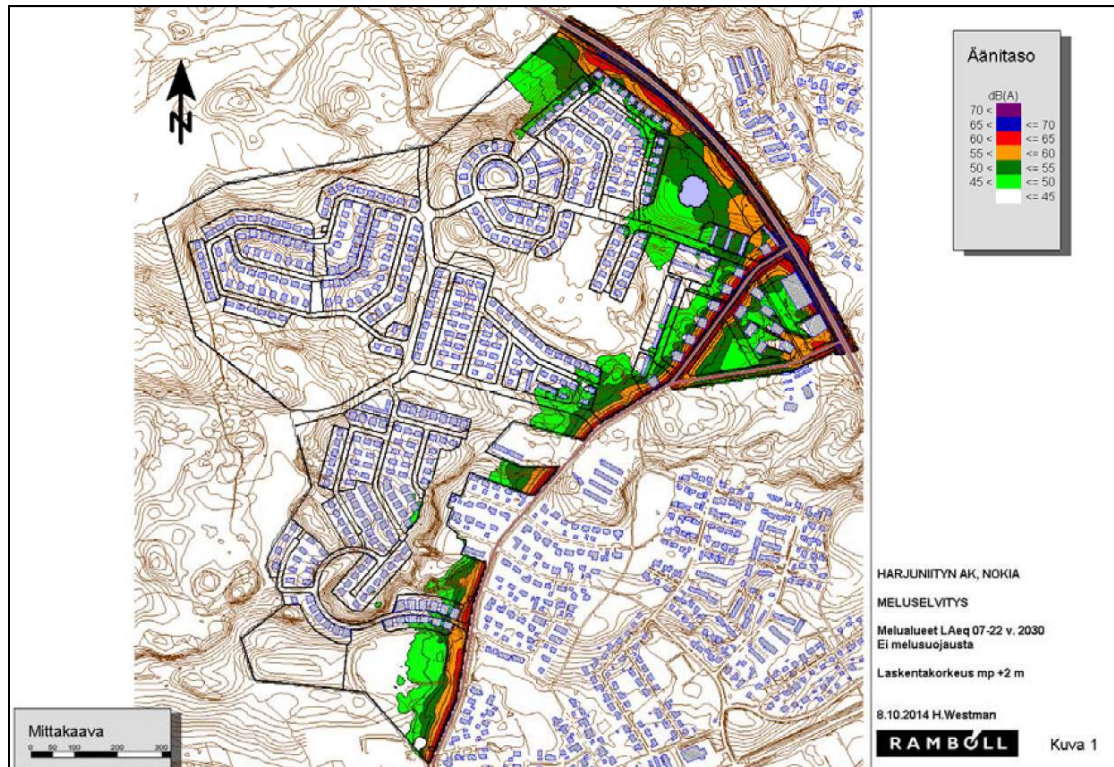 N
Äänitaso
dB(A)
70 <
65 < <= 70
60 < <= 65
55 < <= 60
50 < <= 55
45 < <= 50
<= 45
HARJUNIITYN AK, NOKIA
MELUSELVITYS
Melualueet LAeq 07-22 v. 2030
Ei melusuojausta
Laskentakorkeus mp +2 m
8.10.2014 H.Westman
RAMBOLL Kuva 1
Mittakaava
0 50 100 200 300